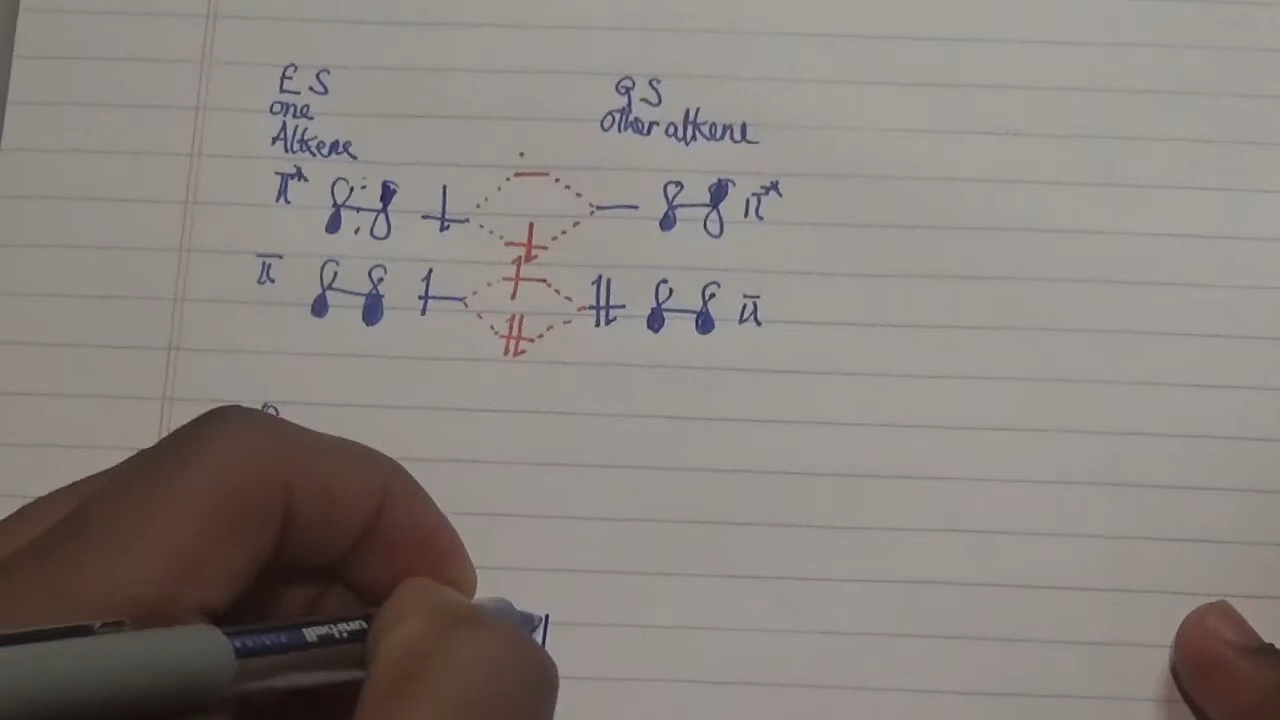 ES
one
Alkene
GS
other alkene
π*
π*
π
π
uniball